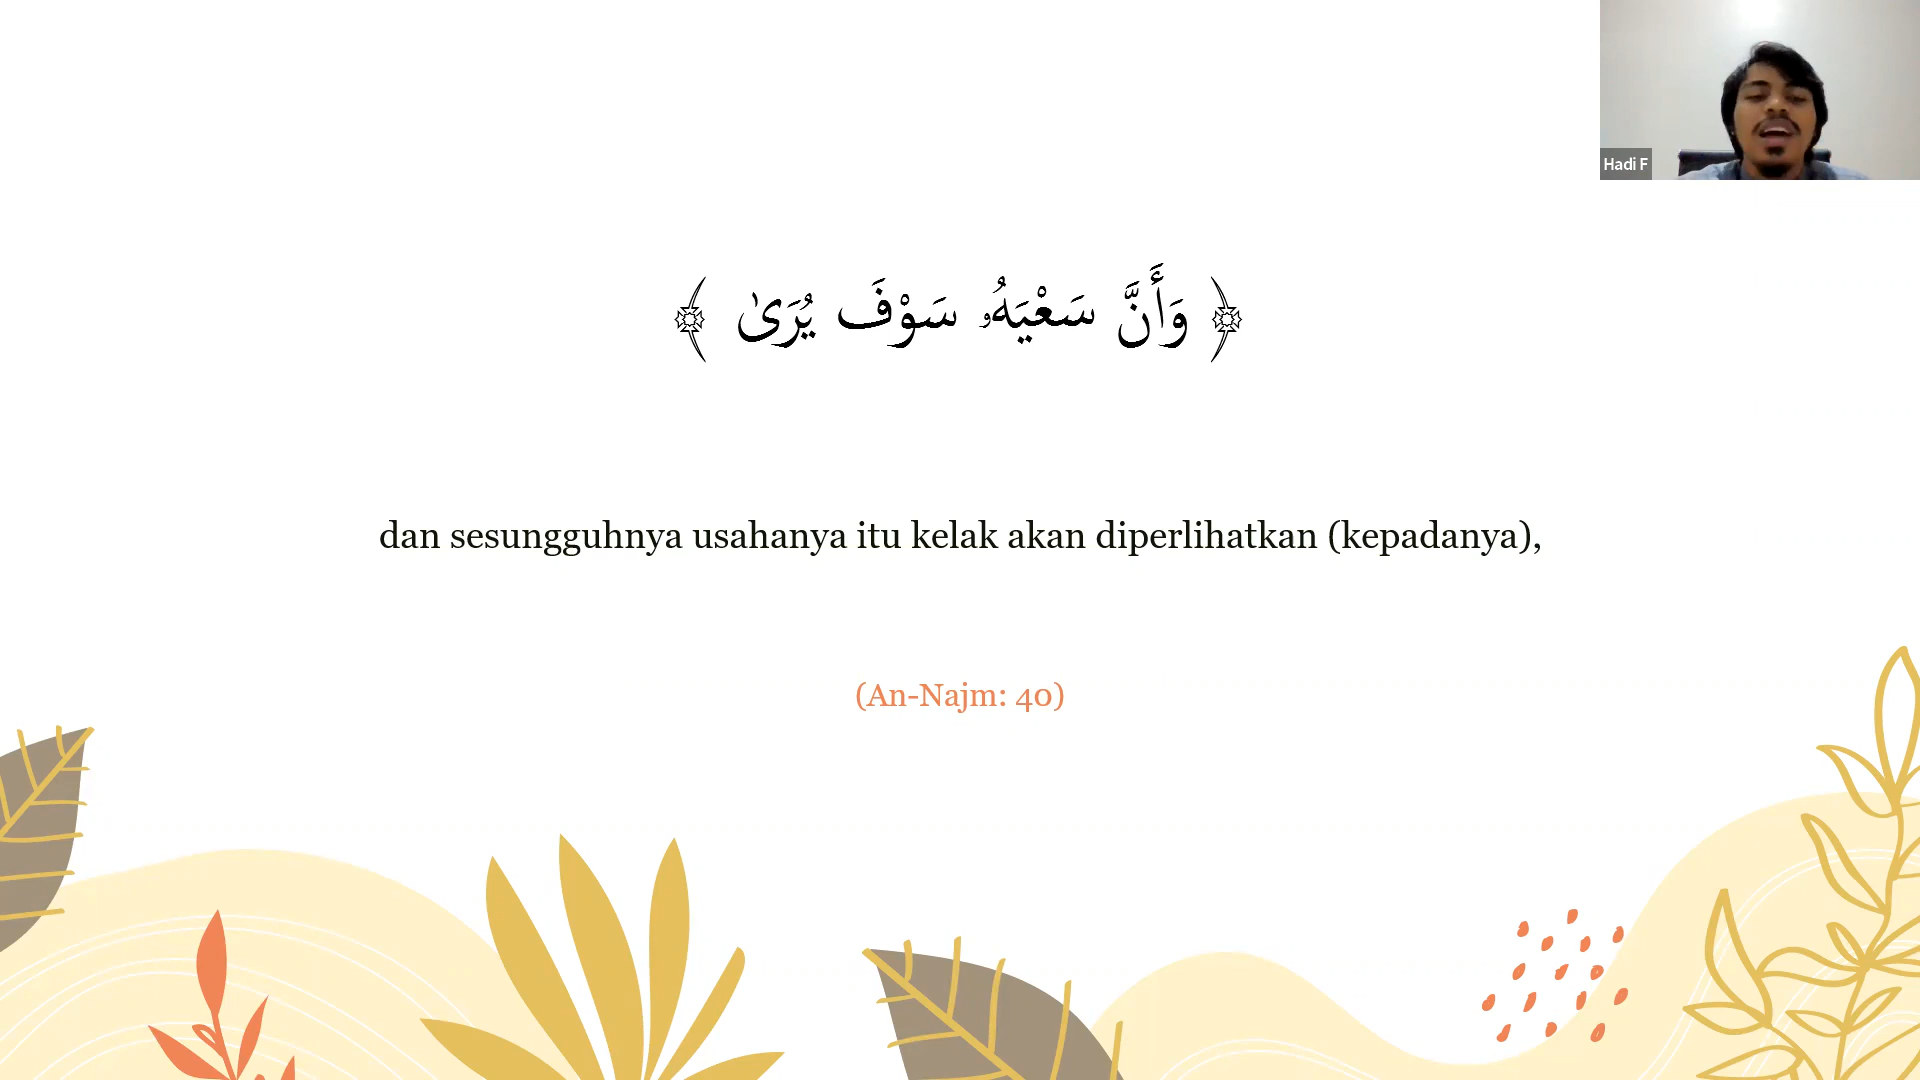 Hadi F
﴿ وَأَنَّ سَعْيَهُۥ سَوْفَ يُرَىٰ ﴾
dan sesungguhnya usahanya itu kelak akan diperlihatkan (kepadanya),
(An-Najm: 40)